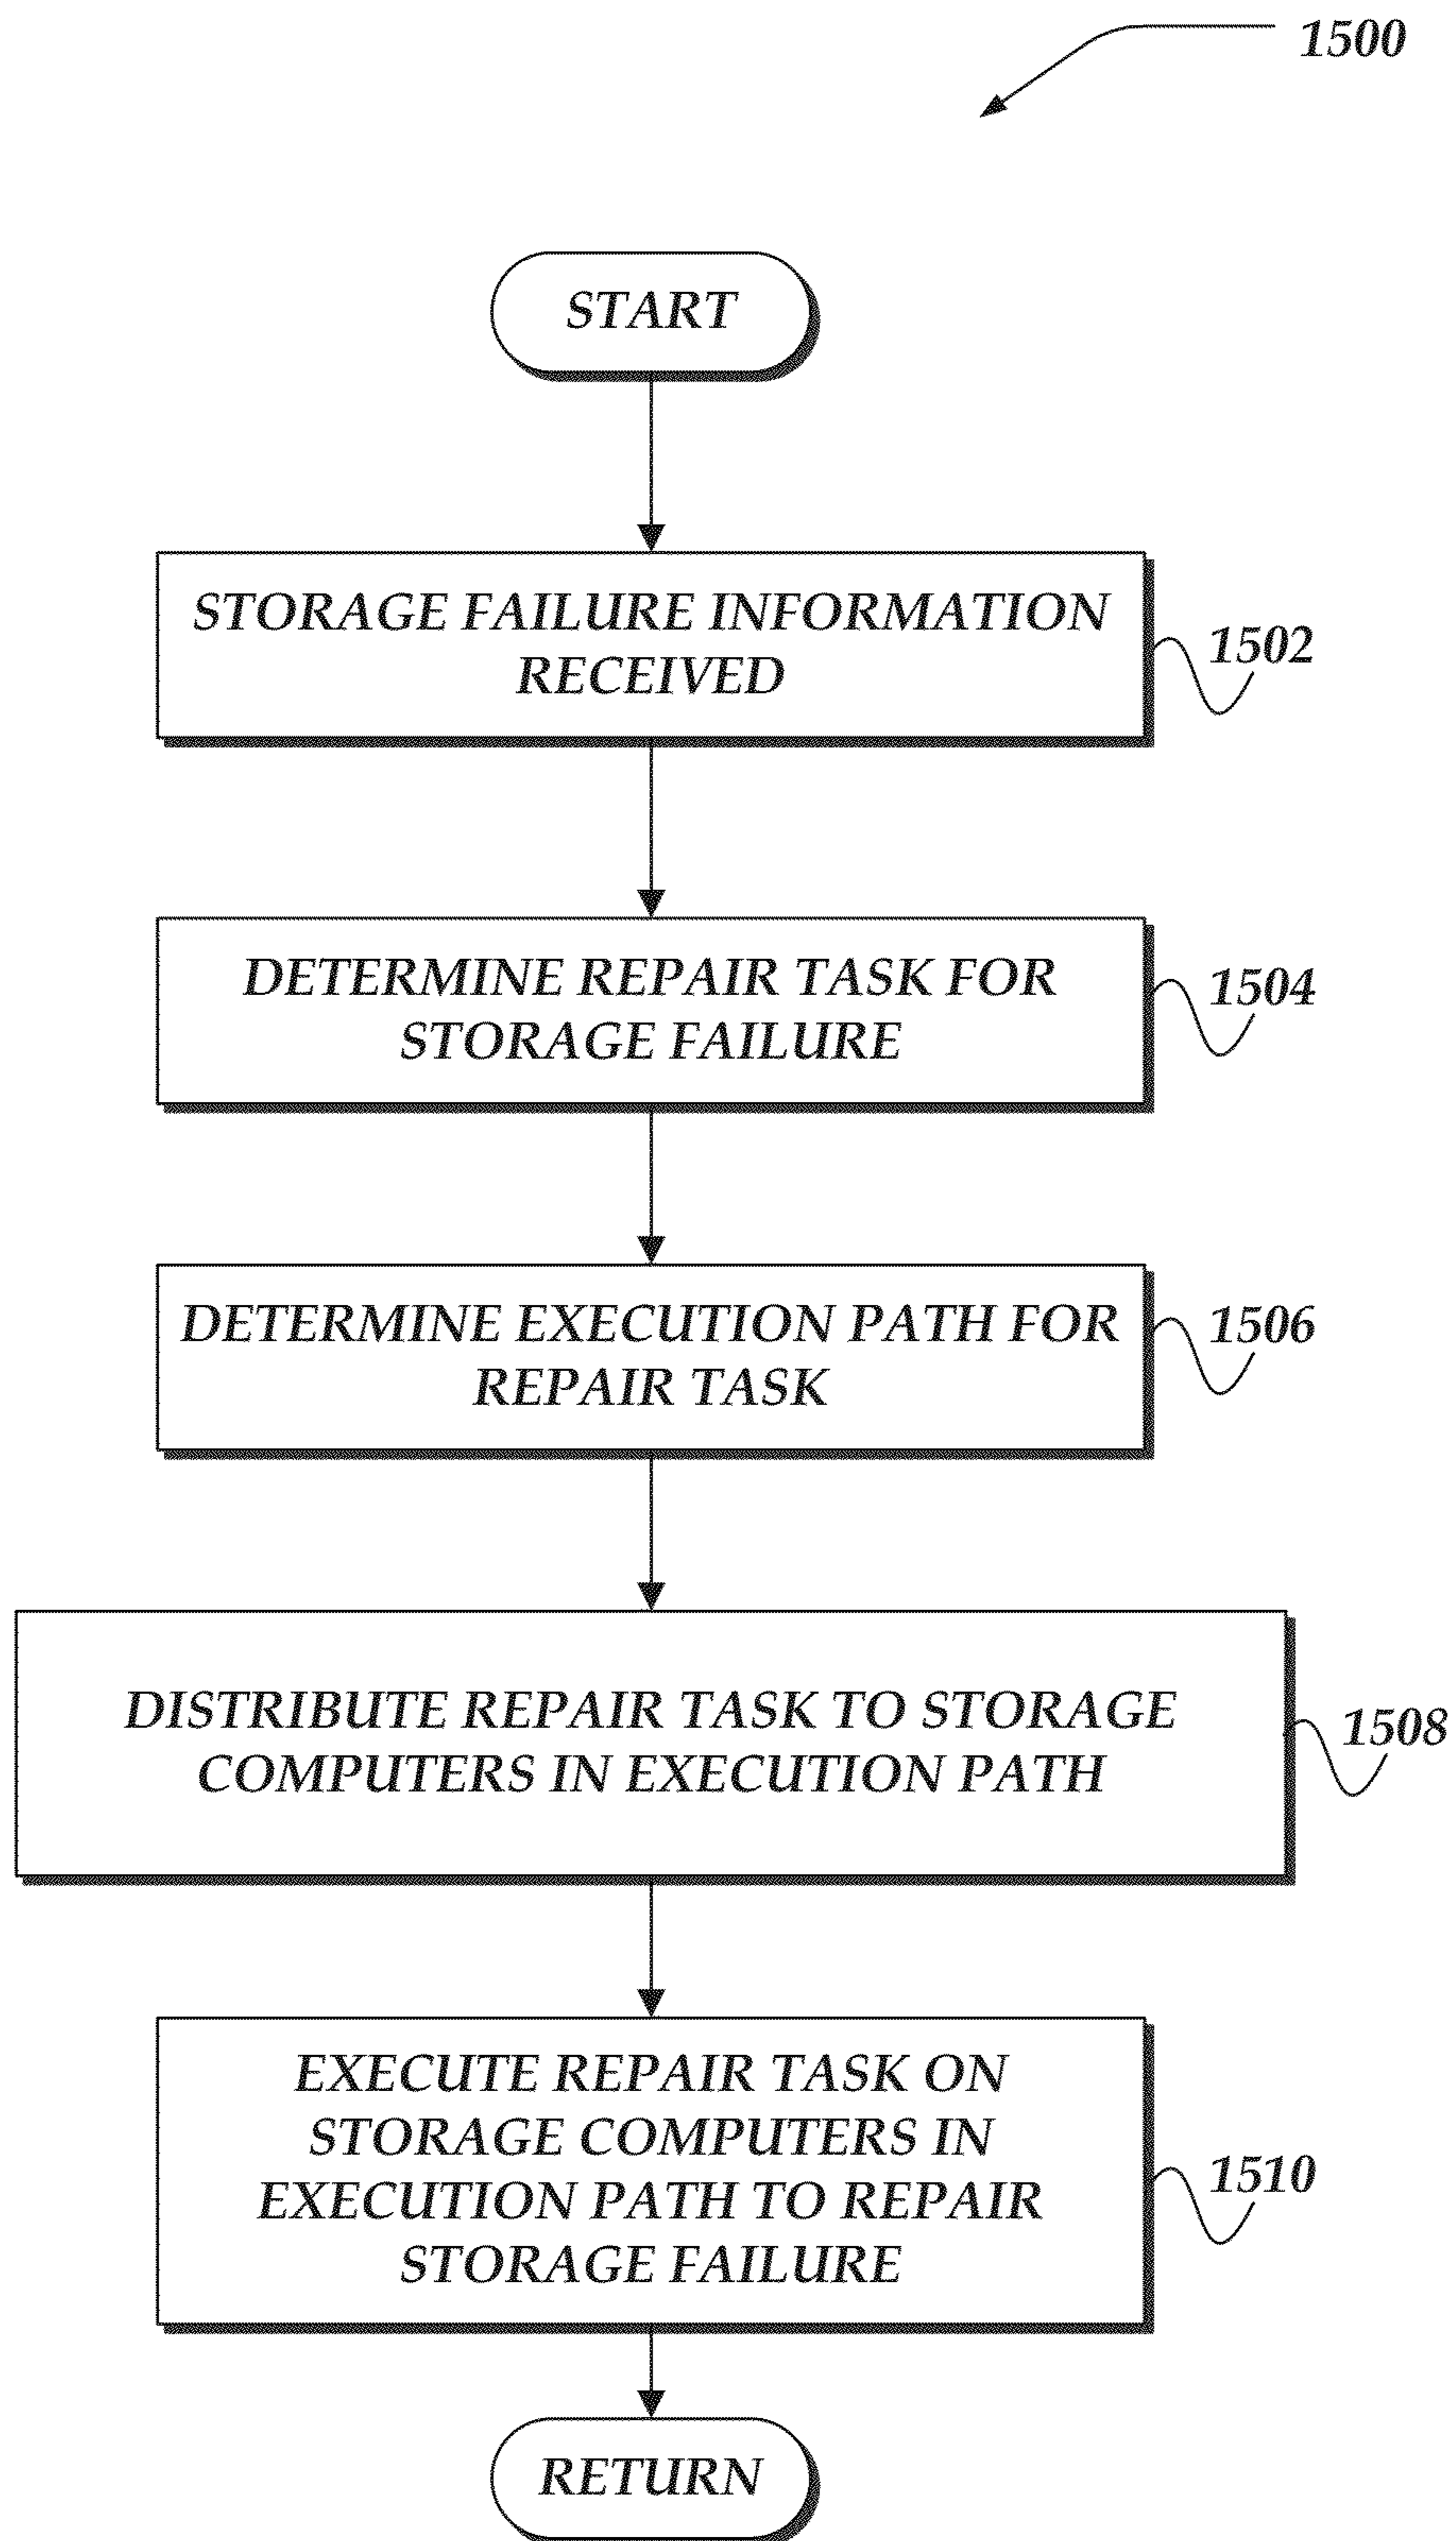 1500
START
STORAGE FAILURE INFORMATION
RECEIVED
1502
DETERMINE REPAIR TASK FOR
STORAGE FAILURE
1504
DETERMINE EXECUTION PATH FOR
REPAIR TASK
1506
DISTRIBUTE REPAIR TASK TO STORAGE
COMPUTERS IN EXECUTION PATH
1508
EXECUTE REPAIR TASK ON
STORAGE COMPUTERS IN
EXECUTION PATH TO REPAIR
STORAGE FAILURE
1510
RETURN